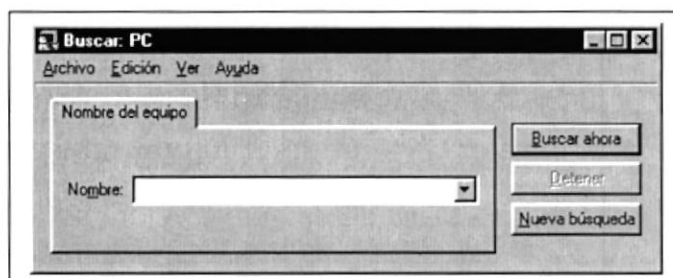 Buscar: PC
Archivo Edición Ver Ayuda
Nombre del equipo
Buscar ahora
Nombre:
Detener
Nueva búsqueda